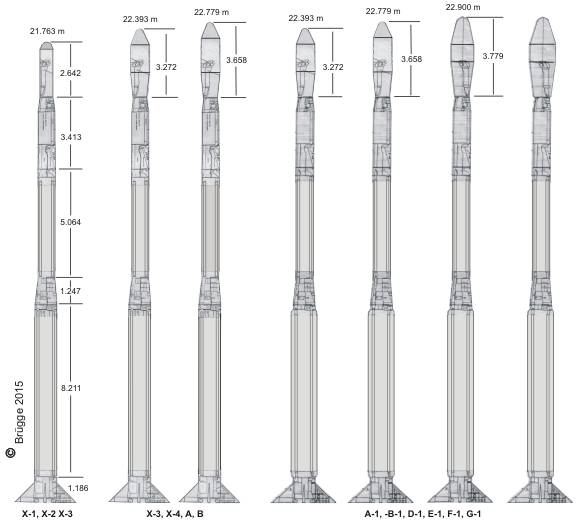 21.763 m
22.393 m
22.779 m
22.393 m
22.779 m
22.900 m
2.642
3.272
3.658
3.272
3.658
3.779
3.413
5.064
1.247
8.211
1.186
© Brügge 2015
X-1, X-2 X-3
X-3, X-4, A, B
A-1, -B-1, D-1, E-1, F-1, G-1